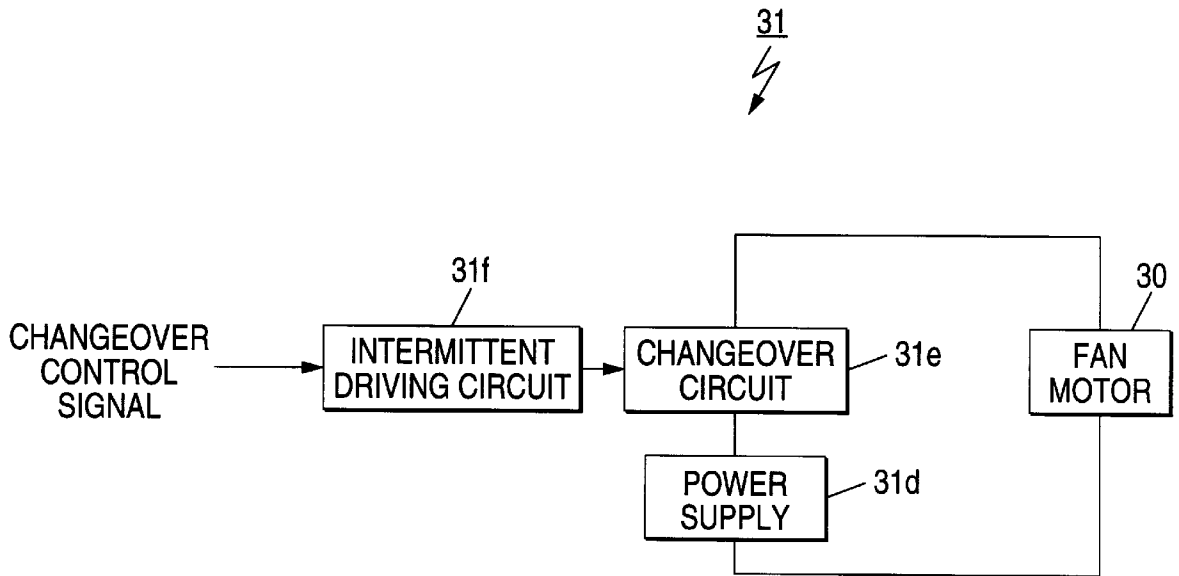 31
31f
30
CHANGEOVER
CONTROL
SIGNAL
INTERMITTENT
DRIVING CIRCUIT
CHANGEOVER
CIRCUIT
31e
FAN
MOTOR
POWER
SUPPLY
31d